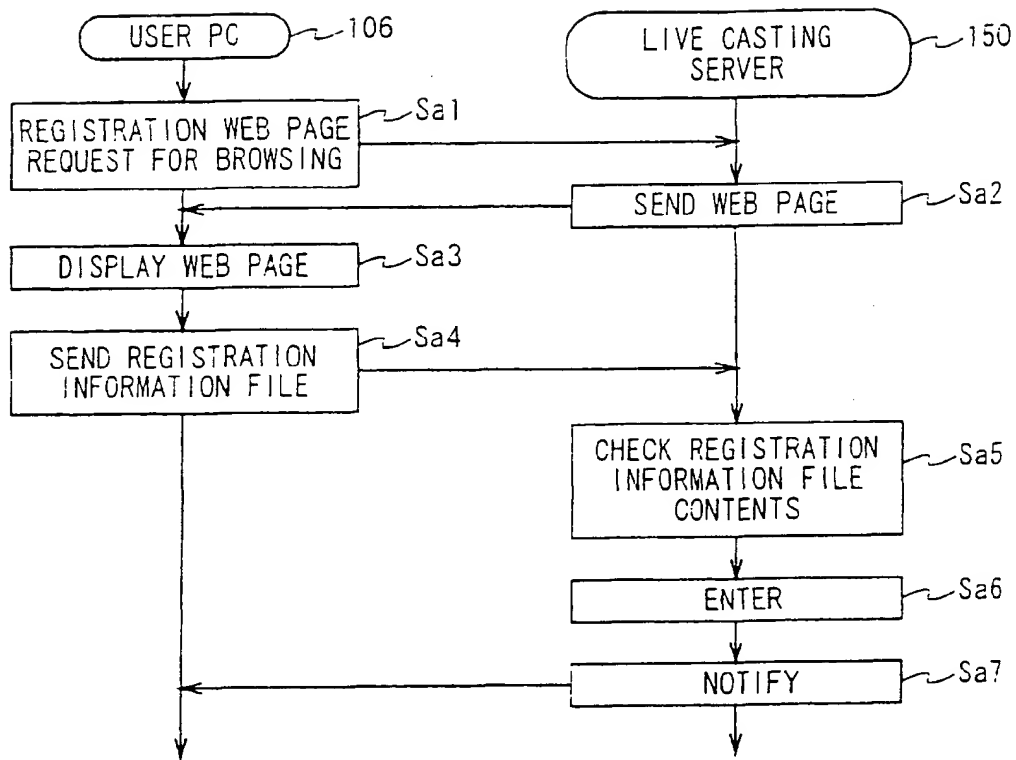 USER PC
106
LIVE CASTING
SERVER
150
REGISTRATION WEB PAGE
REQUEST FOR BROWSING
Sa1
SEND WEB PAGE
Sa2
DISPLAY WEB PAGE
Sa3
SEND REGISTRATION
INFORMATION FILE
Sa4
CHECK REGISTRATION
INFORMATION FILE
CONTENTS
Sa5
ENTER
Sa6
NOTIFY
Sa7